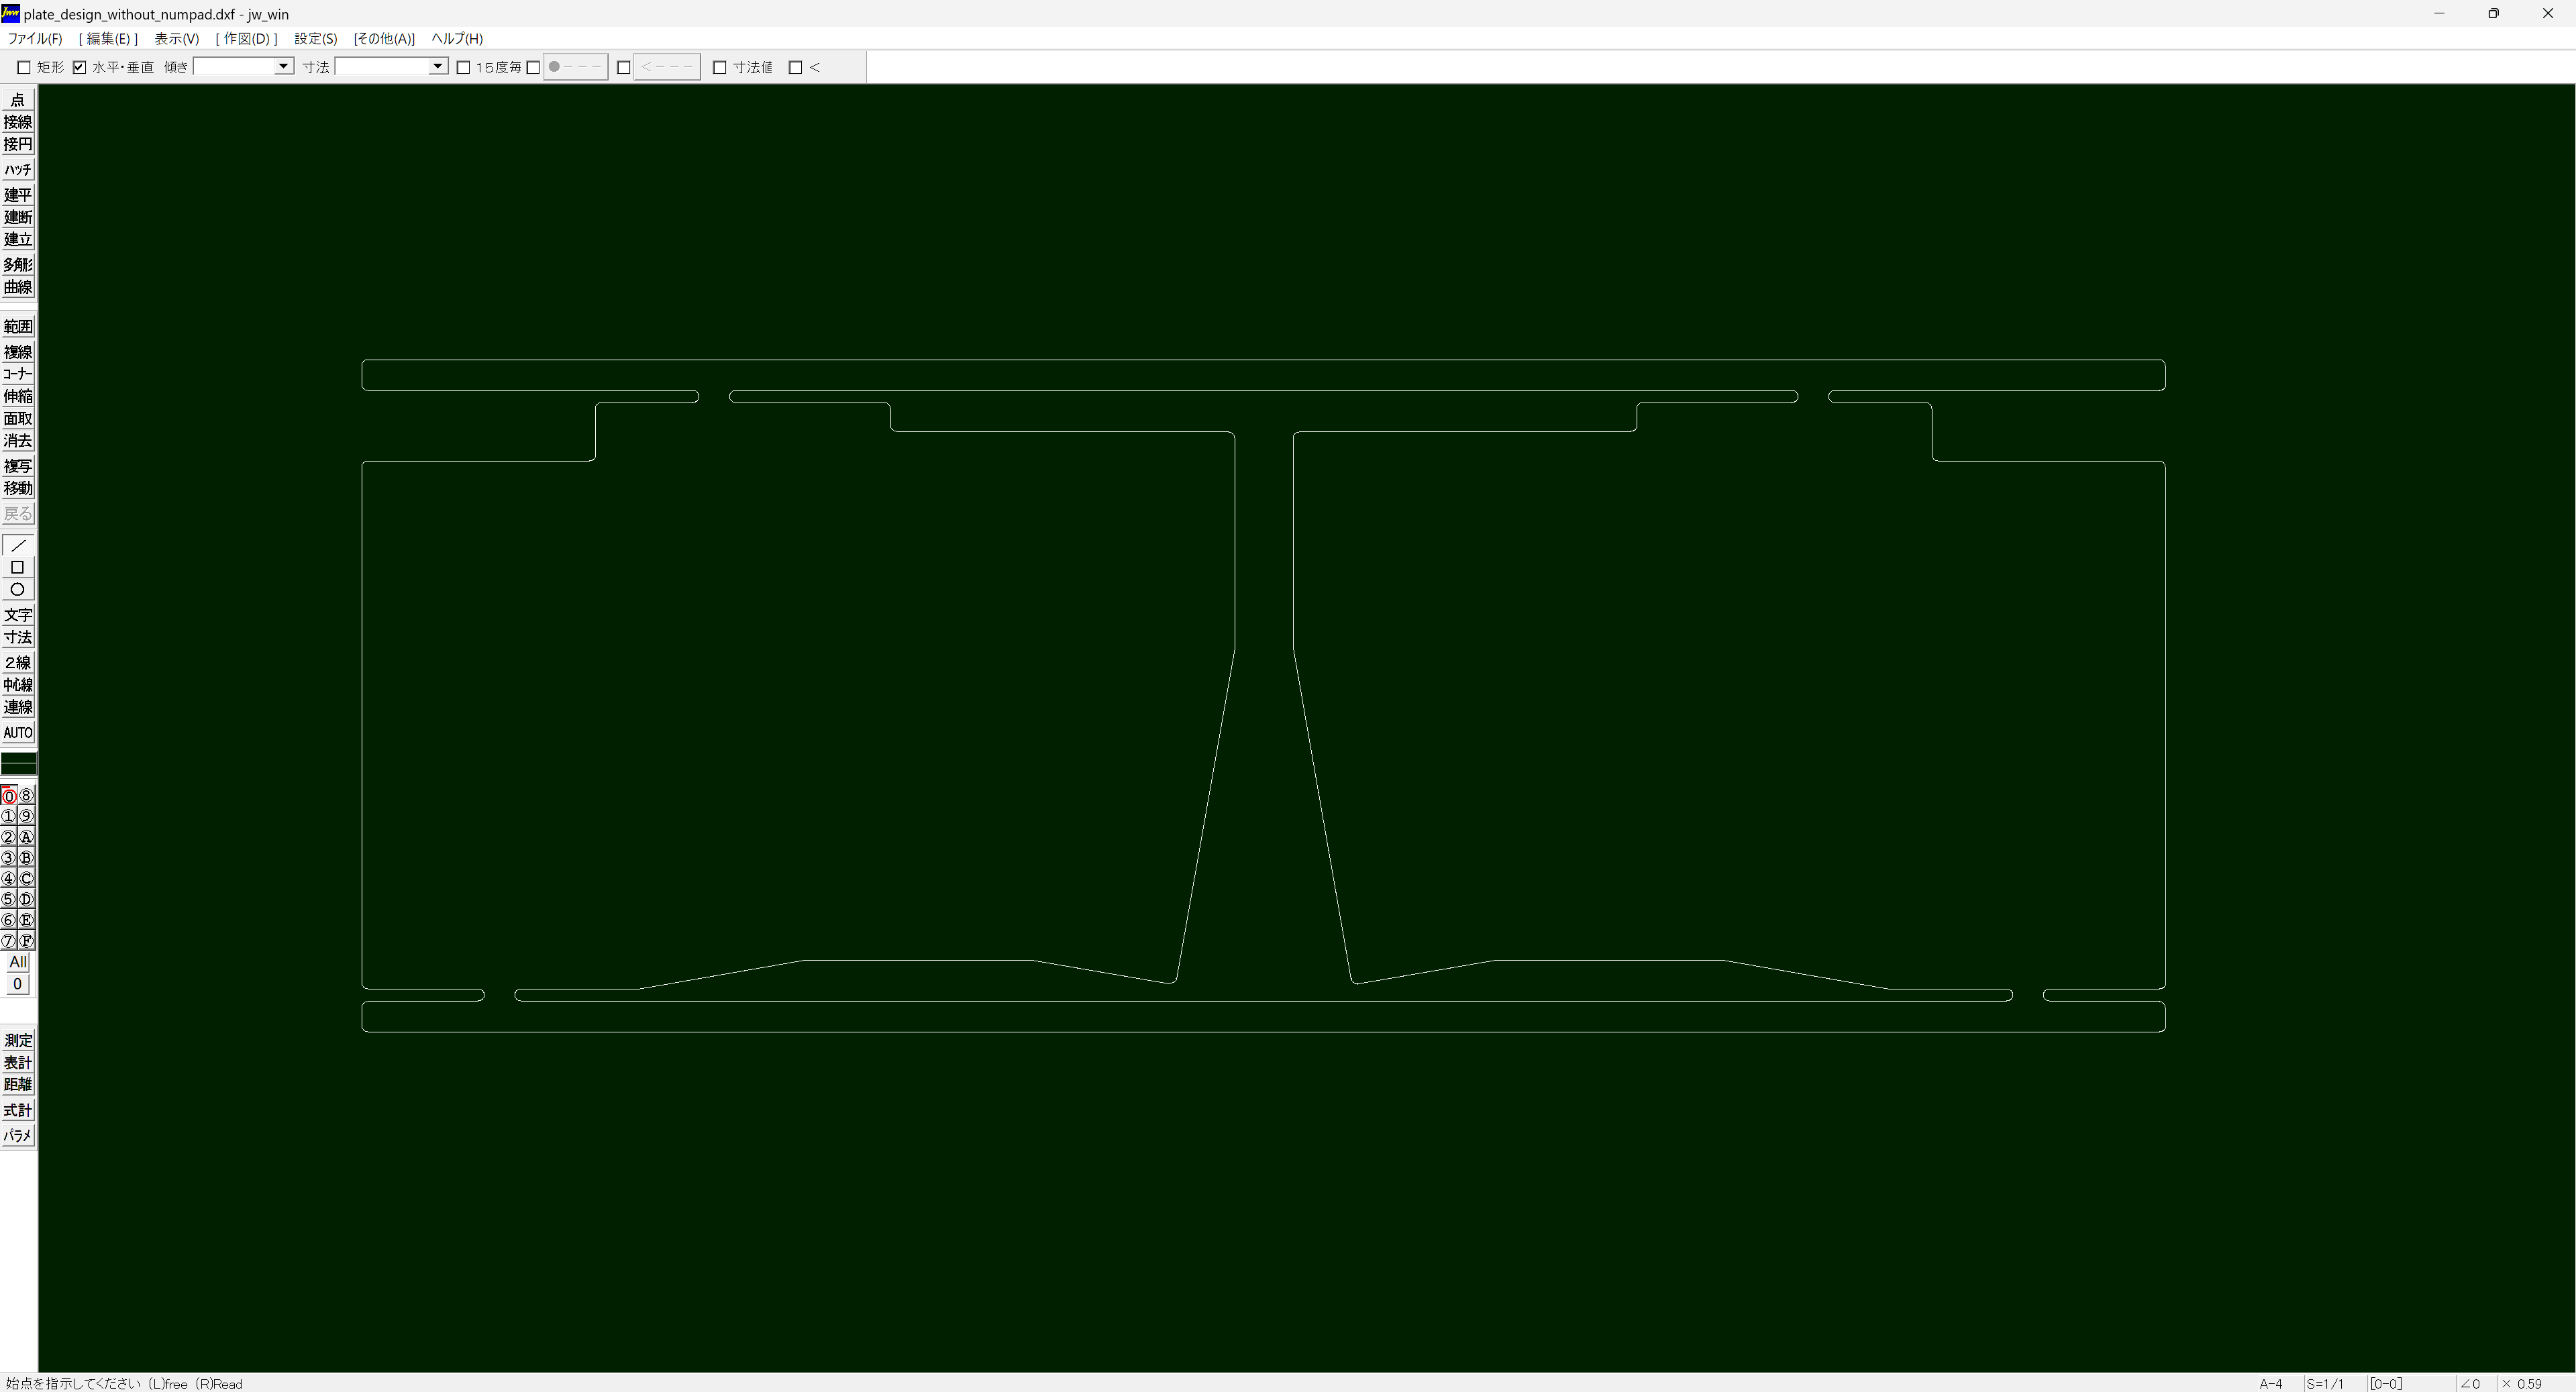 plate_design_without_numpad.dxf - jw_win
ファイル(F) [ 編集(E) ] 表示(V) [ 作図(D) ] 設定(S) [その他(A)] ヘルプ(H)
矩形 水平・垂直 傾き 寸法 15度毎 ●--- <--- 寸法値 <
点
接線
接円
ハッチ
建平
建断
建立
多角形
曲線
範囲
複線
コーナー
伸縮
面取
消去
複写
移動
戻る
／
□
○
文字
寸法
2線
中心線
連線
AUTO
⓪ ⑧
① ⑨
② Ⓐ
③ Ⓑ
④ Ⓒ
⑤ Ⓓ
⑥ Ⓔ
⑦ Ⓕ
All
0
測定
表計
距離
式計
パラメ
始点を指示してください (L)free (R)Read
A-4 S=1/1 [0-0] ∠0 × 0.59